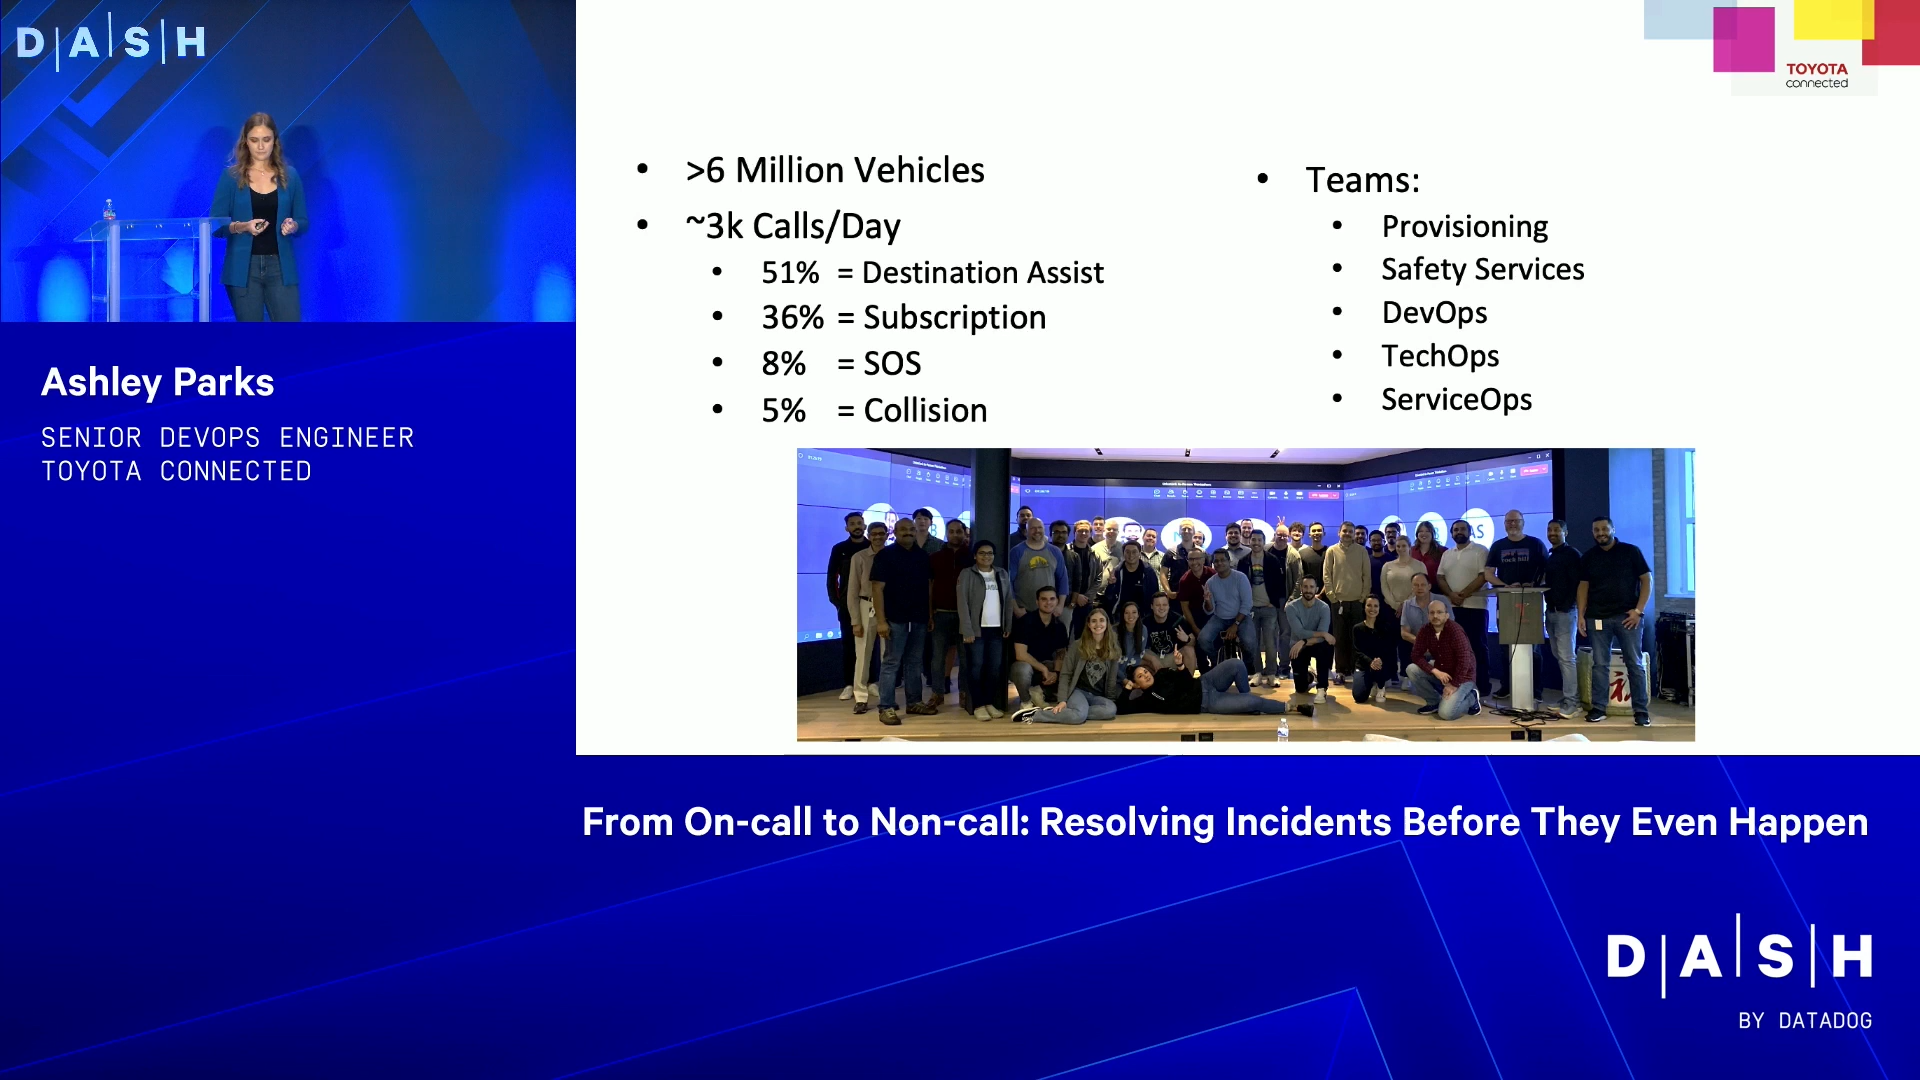 D|A|S|H
Ashley Parks
SENIOR DEVOPS ENGINEER
TOYOTA CONNECTED
TOYOTA
connected
• >6 Million Vehicles
• ~3k Calls/Day
• 51% = Destination Assist
• 36% = Subscription
• 8% = SOS
• 5% = Collision
• Teams:
• Provisioning
• Safety Services
• DevOps
• TechOps
• ServiceOps
AS
From On-call to Non-call: Resolving Incidents Before They Even Happen
D|A|S|H
BY DATADOG